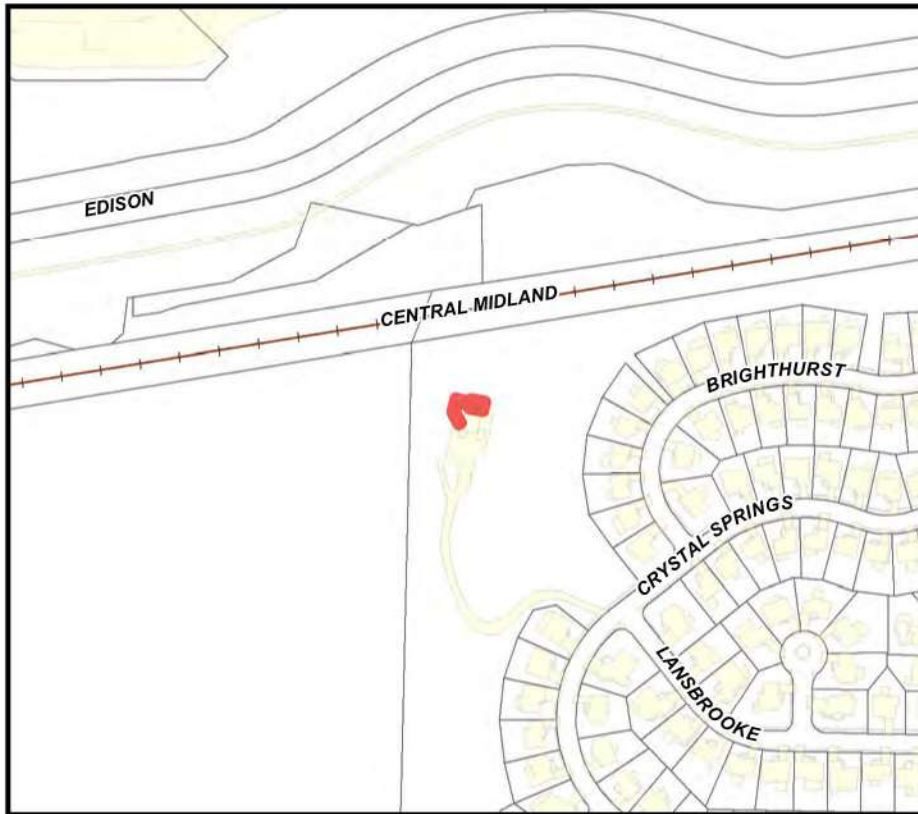 EDISON
CENTRAL MIDLAND
BRIGHTHURST
CRYSTAL SPRINGS
LANSBROOKE